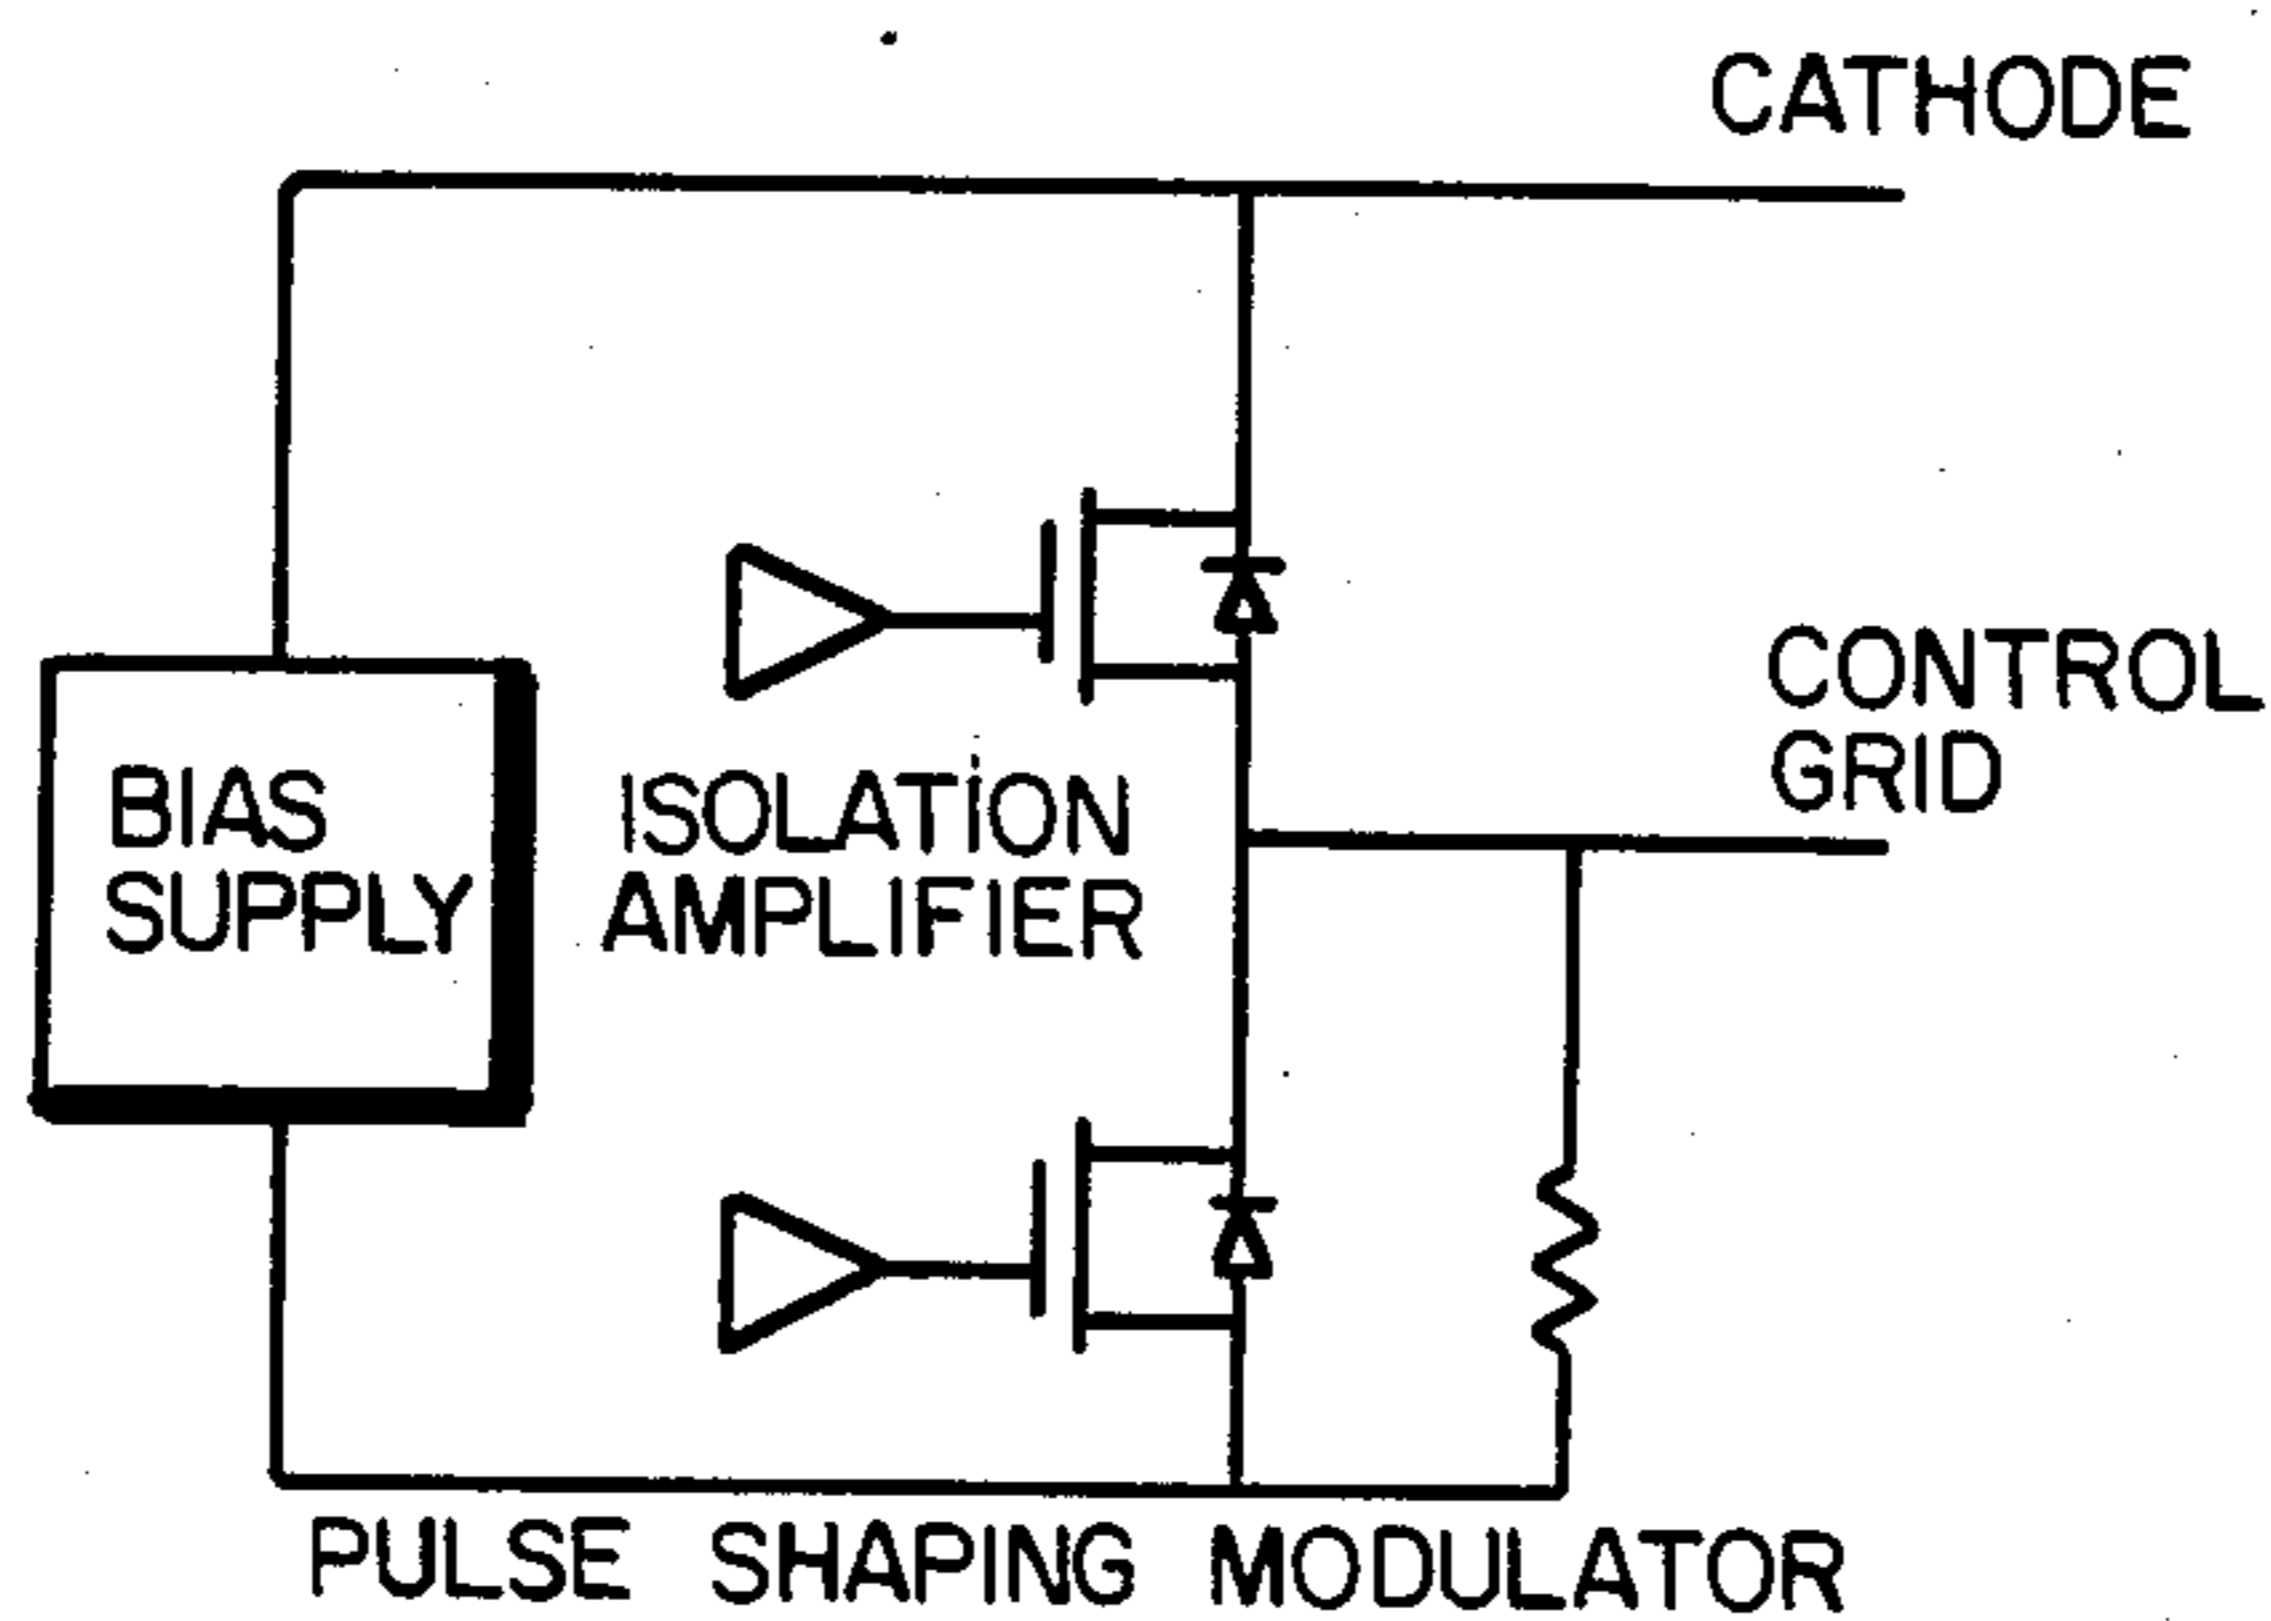 CATHODE
CONTROL
GRID
BIAS
SUPPLY
ISOLATION
AMPLIFIER
PULSE SHAPING MODULATOR